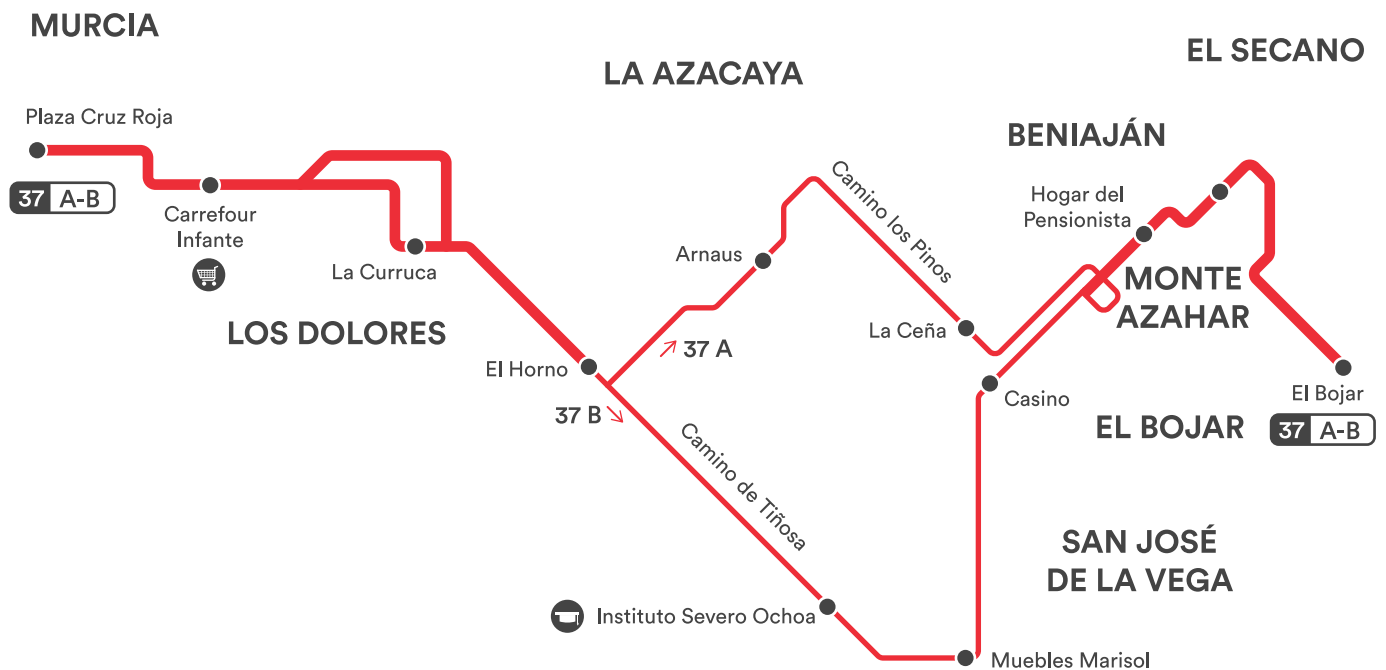 MURCIA
EL SECANO
LA AZACAYA
Plaza Cruz Roja
BENIAJÁN
37 A-B
Carrefour
Infante
Camino los Pinos
Hogar del
Pensionista
Arnaus
La Curruca
MONTE
AZAHAR
LOS DOLORES
La Ceña
37 A
El Horno
37 B
Casino
El Bojar
EL BOJAR
37 A-B
Camino de Tiñosa
SAN JOSÉ
DE LA VEGA
Instituto Severo Ochoa
Muebles Marisol